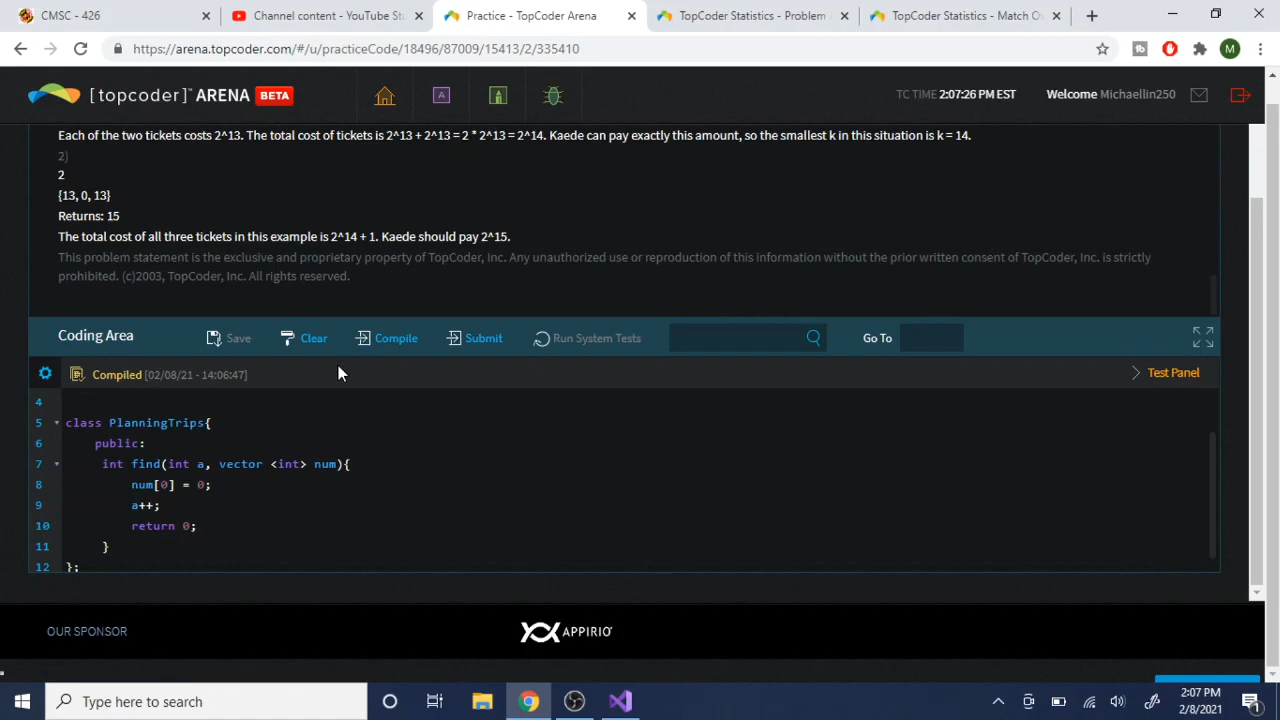 CMSC - 426
Channel content - YouTube Stu
Practice - TopCoder Arena
TopCoder Statistics - Problem A
TopCoder Statistics - Match Ov
https://arena.topcoder.com/#/u/practiceCode/18496/87009/15413/2/335410
M
[topcoder]™ ARENA BETA
A
TC TIME 2:07:26 PM EST
Welcome Michaellin250
Each of the two tickets costs 2^13. The total cost of tickets is 2^13 + 2^13 = 2 * 2^13 = 2^14. Kaede can pay exactly this amount, so the smallest k in this situation is k = 14.
2)
2
{13, 0, 13}
Returns: 15
The total cost of all three tickets in this example is 2^14 + 1. Kaede should pay 2^15.
This problem statement is the exclusive and proprietary property of TopCoder, Inc. Any unauthorized use or reproduction of this information without the prior written consent of TopCoder, Inc. is strictly
prohibited. (c)2003, TopCoder, Inc. All rights reserved.
Coding Area
Save
Clear
Compile
Submit
Run System Tests
Go To
Compiled [02/08/21 - 14:06:47]
Test Panel
4
5 class PlanningTrips{
6 public:
7 int find(int a, vector <int> num){
8 num[0] = 0;
9 a++;
10 return 0;
11 }
12 };
OUR SPONSOR
APPIRIO
Type here to search
2:07 PM
2/8/2021
1